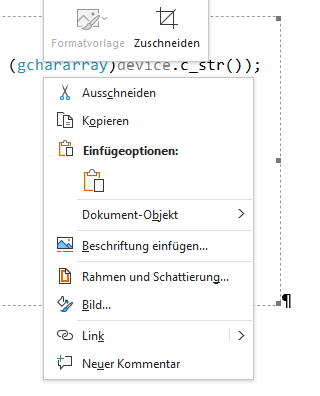 Formatvorlage Zuschneiden
(gchararray)device.c_str());
Ausschneiden
Kopieren
Einfügeoptionen:
Dokument-Objekt
Beschriftung einfügen...
Rahmen und Schattierung...
Bild...
Link
Neuer Kommentar
¶